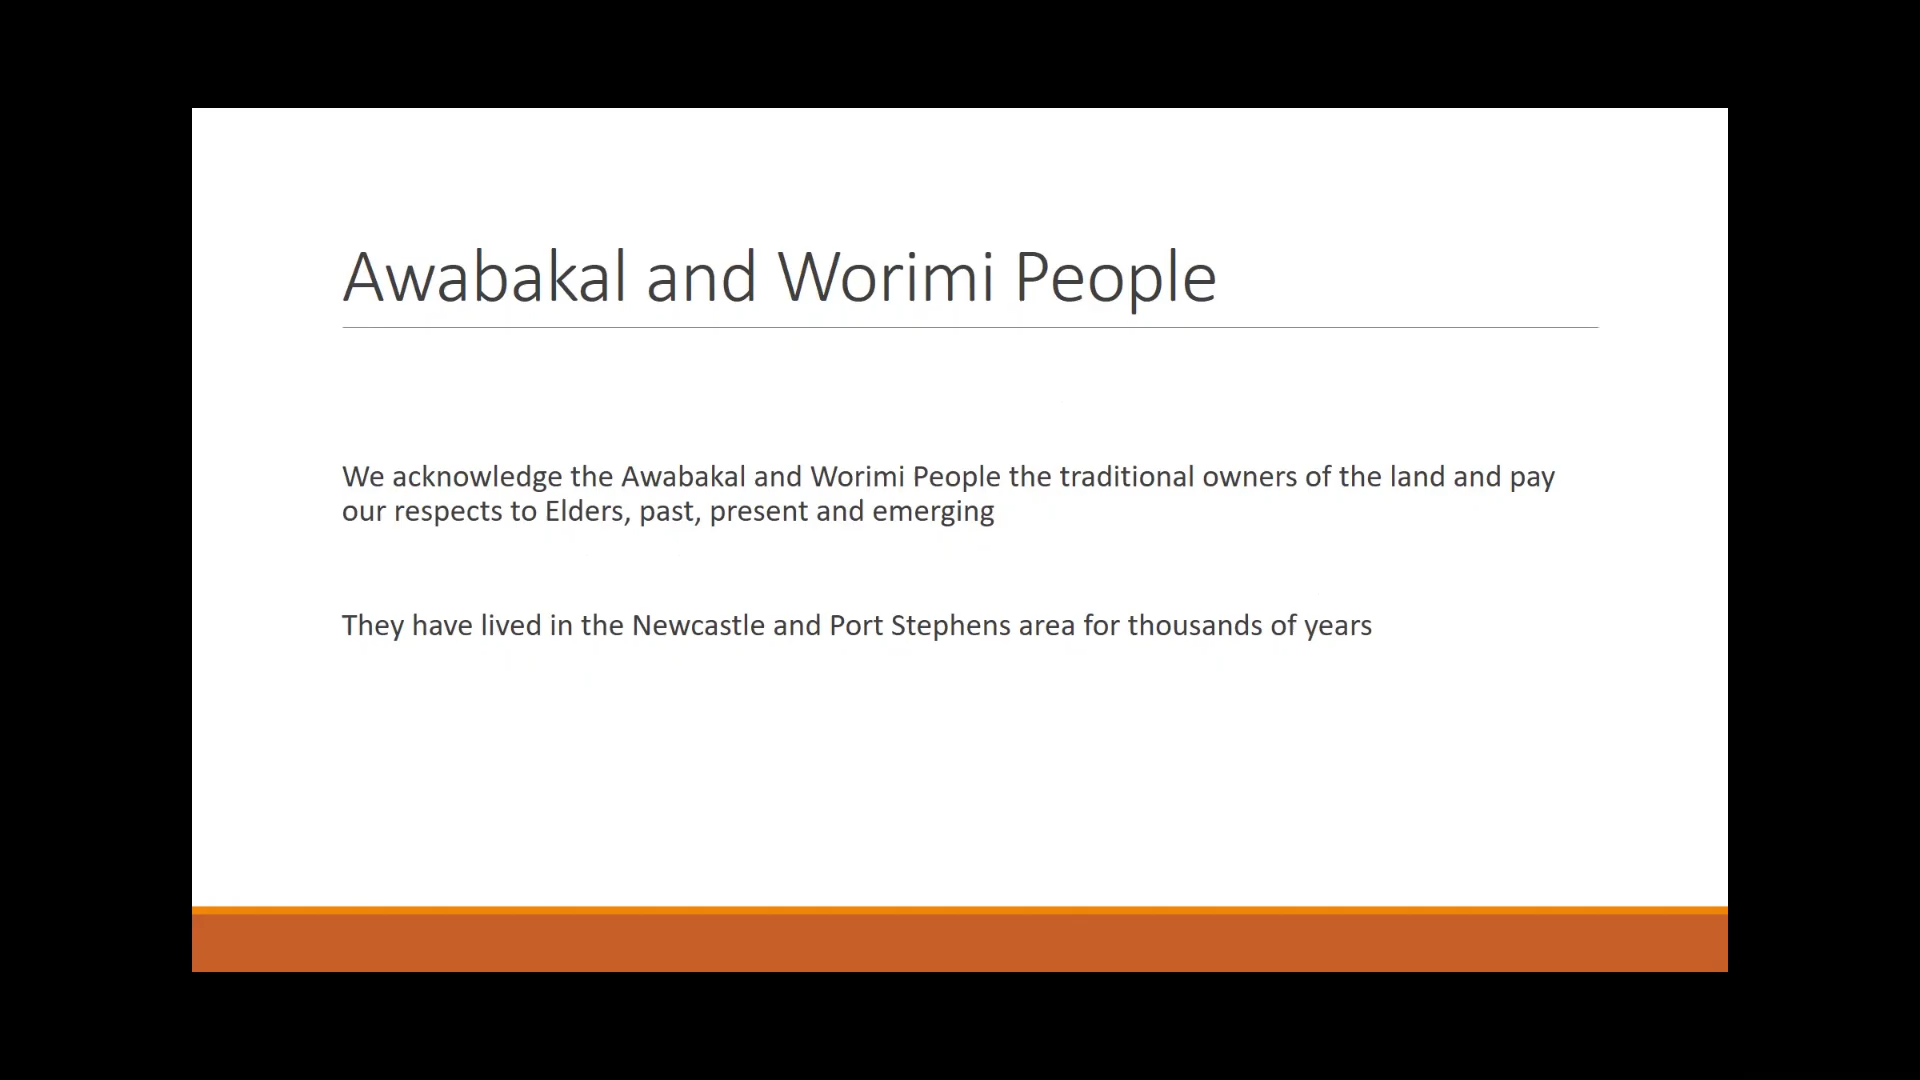 Awabakal and Worimi People
We acknowledge the Awabakal and Worimi People the traditional owners of the land and pay
our respects to Elders, past, present and emerging
They have lived in the Newcastle and Port Stephens area for thousands of years